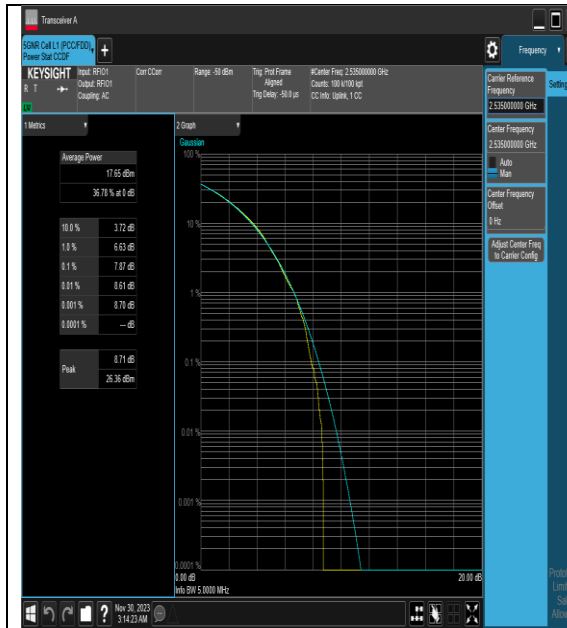 Transceiver A
5GNR Cell L1 (PCC/FDD)
Power Stat CCDF
Frequency
KEYSIGHT
R T
Input: RFIO1
Output: RFIO1
Coupling: AC
Corr CCorr
Range: -50 dBm
Trig: Prot Frame
Aligned
Trig Delay: -50.0 µs
#Center Freq: 2.535000000 GHz
Counts: 100 k/100 kpt
CC Info: Uplink, 1 CC
1 Metrics
Average Power
17.65 dBm
36.78 % at 0 dB
10.0 % 3.72 dB
1.0 % 6.63 dB
0.1 % 7.87 dB
0.01 % 8.61 dB
0.001 % 8.70 dB
0.0001 % --- dB
Peak
8.71 dB
26.36 dBm
2 Graph
Gaussian
100 %
10 %
1 %
0.1 %
0.01 %
0.001 %
0.0001 %
0.00 dB
20.00 dB
Info BW 5.0000 MHz
Carrier Reference
Frequency
2.535000000 GHz
Center Frequency
2.535000000 GHz
Auto
Man
Center Frequency
Offset
0 Hz
Adjust Center Freq
to Carrier Config
Setting
Nov 30, 2023
3:14:23 AM